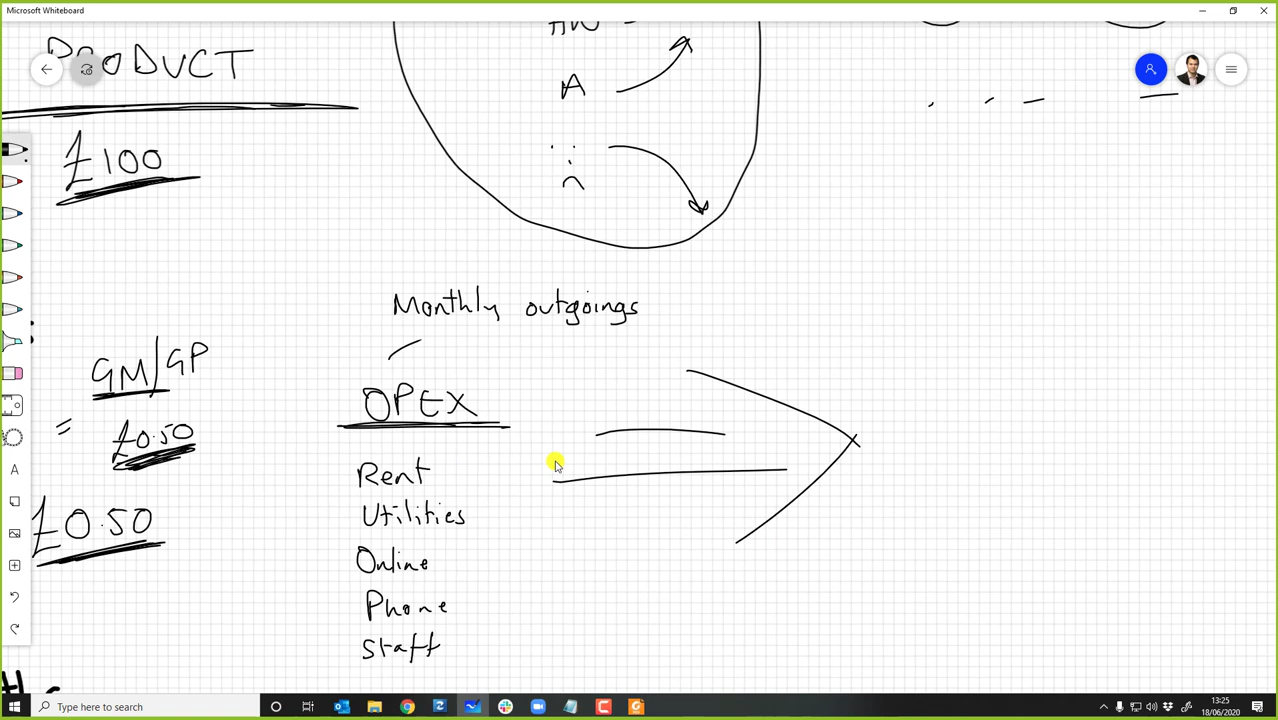 Microsoft Whiteboard
PRODUCT
A
£100
Monthly outgoings
GM/GP
= £0.50
£0.50
OPEX
Rent
Utilities
Online
Phone
Staff
Type here to search
13:25
18/06/2020